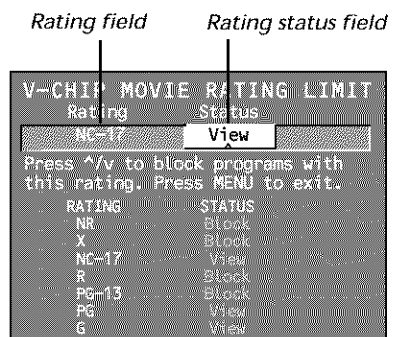 Rating field Rating status field
V-CHIP MOVIE RATING LIMIT
Rating Status
NC-17 View
Press ^/v to block programs with
this rating. Press MENU to exit.
RATING STATUS
NR Block
X Block
NC-17 View
R Block
PG-13 Block
PG View
G View